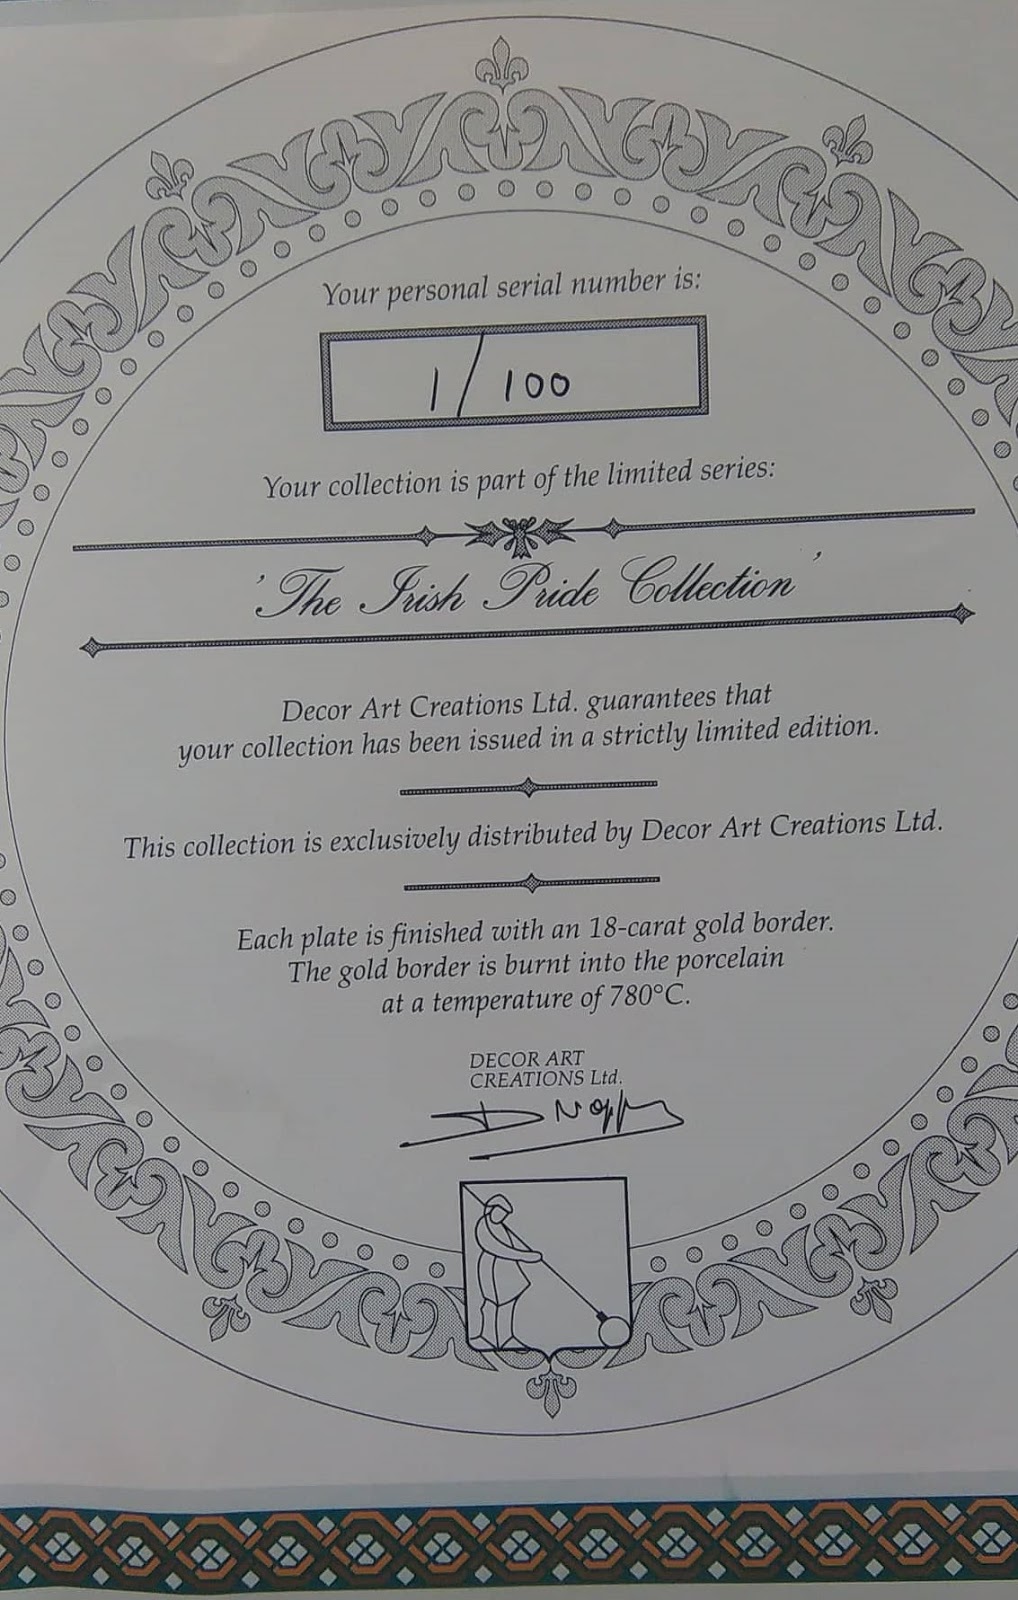 Your personal serial number is:
1/100
Your collection is part of the limited series:
'The Irish Pride Collection'
Decor Art Creations Ltd. guarantees that
your collection has been issued in a strictly limited edition.
This collection is exclusively distributed by Decor Art Creations Ltd.
Each plate is finished with an 18-carat gold border.
The gold border is burnt into the porcelain
at a temperature of 780°C.
DECOR ART
CREATIONS Ltd.